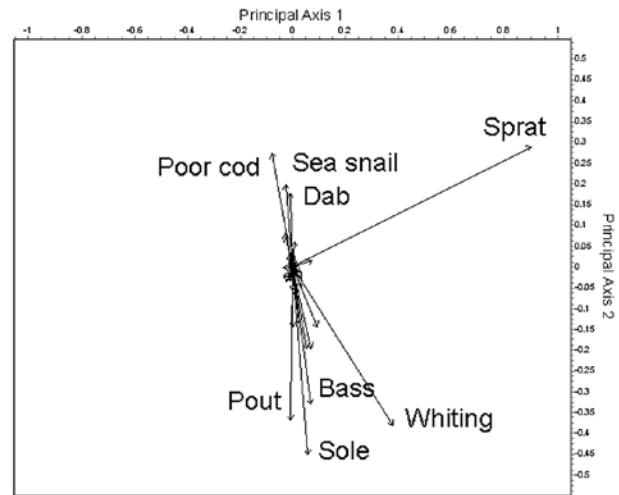 Principal Axis 1
-1 -0.8 -0.6 -0.4 -0.2 0 0.2 0.4 0.6 0.8 1
Sprat
Poor cod
Sea snail
Dab
Bass
Pout
Whiting
Sole
0.5
0.45
0.4
0.35
0.3
0.25
0.2
0.15
0.1
0.05
0
-0.05
-0.1
-0.15
-0.2
-0.25
-0.3
-0.35
-0.4
-0.45
-0.5
Principal Axis 2